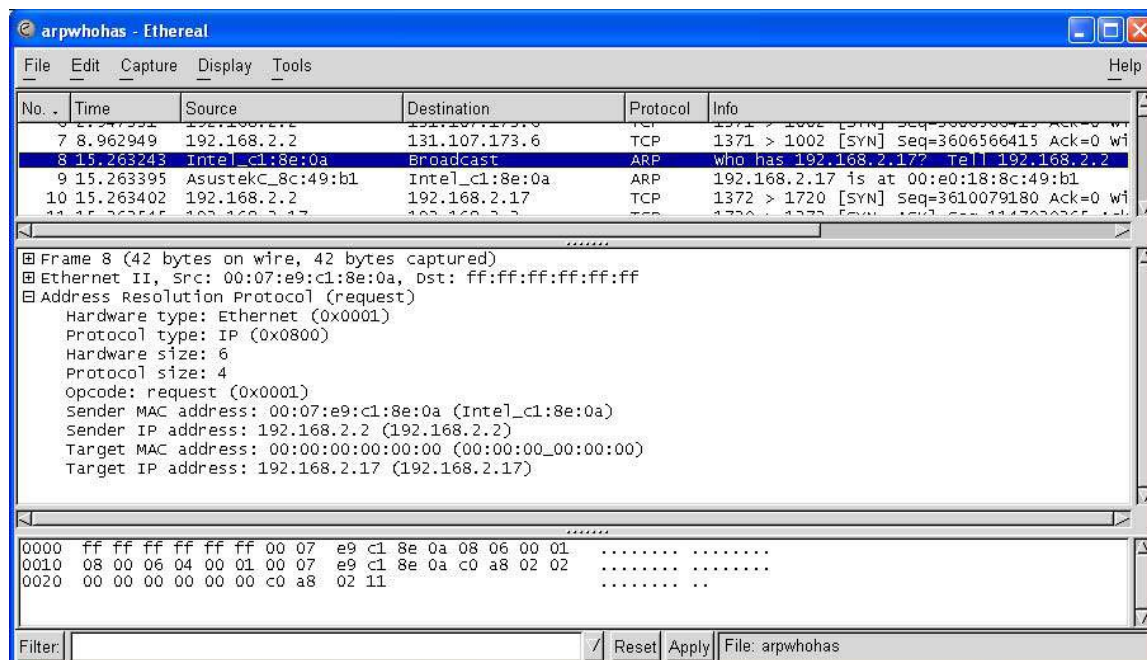 arpwhohas - Ethereal
File Edit Capture Display Tools Help
No. . Time Source Destination Protocol Info
7 8.962949 192.168.2.2 131.107.173.6 TCP 1371 > 1002 [SYN] Seq=3606566415 Ack=0 Wi
8 15.263243 Intel_c1:8e:0a Broadcast ARP Who has 192.168.2.17? Tell 192.168.2.2
9 15.263395 AsustekC_8c:49:b1 Intel_c1:8e:0a ARP 192.168.2.17 is at 00:e0:18:8c:49:b1
10 15.263402 192.168.2.2 192.168.2.17 TCP 1372 > 1720 [SYN] Seq=3610079180 Ack=0 Wi
Frame 8 (42 bytes on wire, 42 bytes captured)
Ethernet II, Src: 00:07:e9:c1:8e:0a, Dst: ff:ff:ff:ff:ff:ff
Address Resolution Protocol (request)
Hardware type: Ethernet (0x0001)
Protocol type: IP (0x0800)
Hardware size: 6
Protocol size: 4
Opcode: request (0x0001)
Sender MAC address: 00:07:e9:c1:8e:0a (Intel_c1:8e:0a)
Sender IP address: 192.168.2.2 (192.168.2.2)
Target MAC address: 00:00:00:00:00:00 (00:00:00_00:00:00)
Target IP address: 192.168.2.17 (192.168.2.17)
0000 ff ff ff ff ff ff 00 07 e9 c1 8e 0a 08 06 00 01 ........ ........
0010 08 00 06 04 00 01 00 07 e9 c1 8e 0a c0 a8 02 02 ........ ........
0020 00 00 00 00 00 00 c0 a8 02 11 ........ ..
Filter: / Reset Apply File: arpwhohas